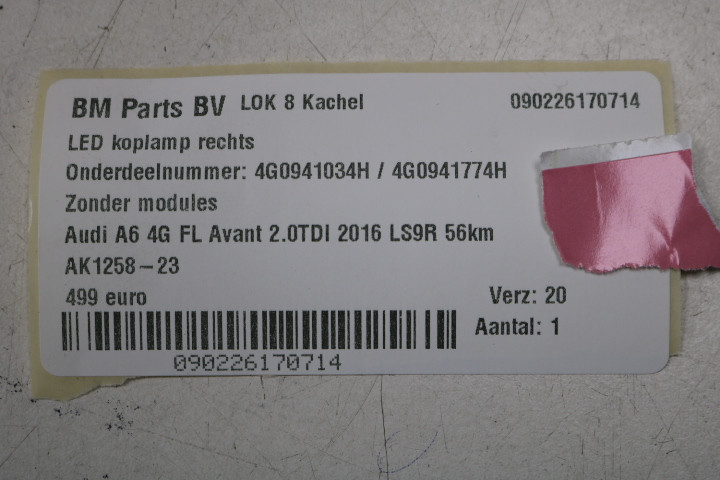 BM Parts BV LOK 8 Kachel 090226170714
LED koplamp rechts
Onderdeelnummer: 4G0941034H / 4G0941774H
Zonder modules
Audi A6 4G FL Avant 2.0TDI 2016 LS9R 56km
AK1258-23
499 euro Verz: 20
Aantal: 1
090226170714